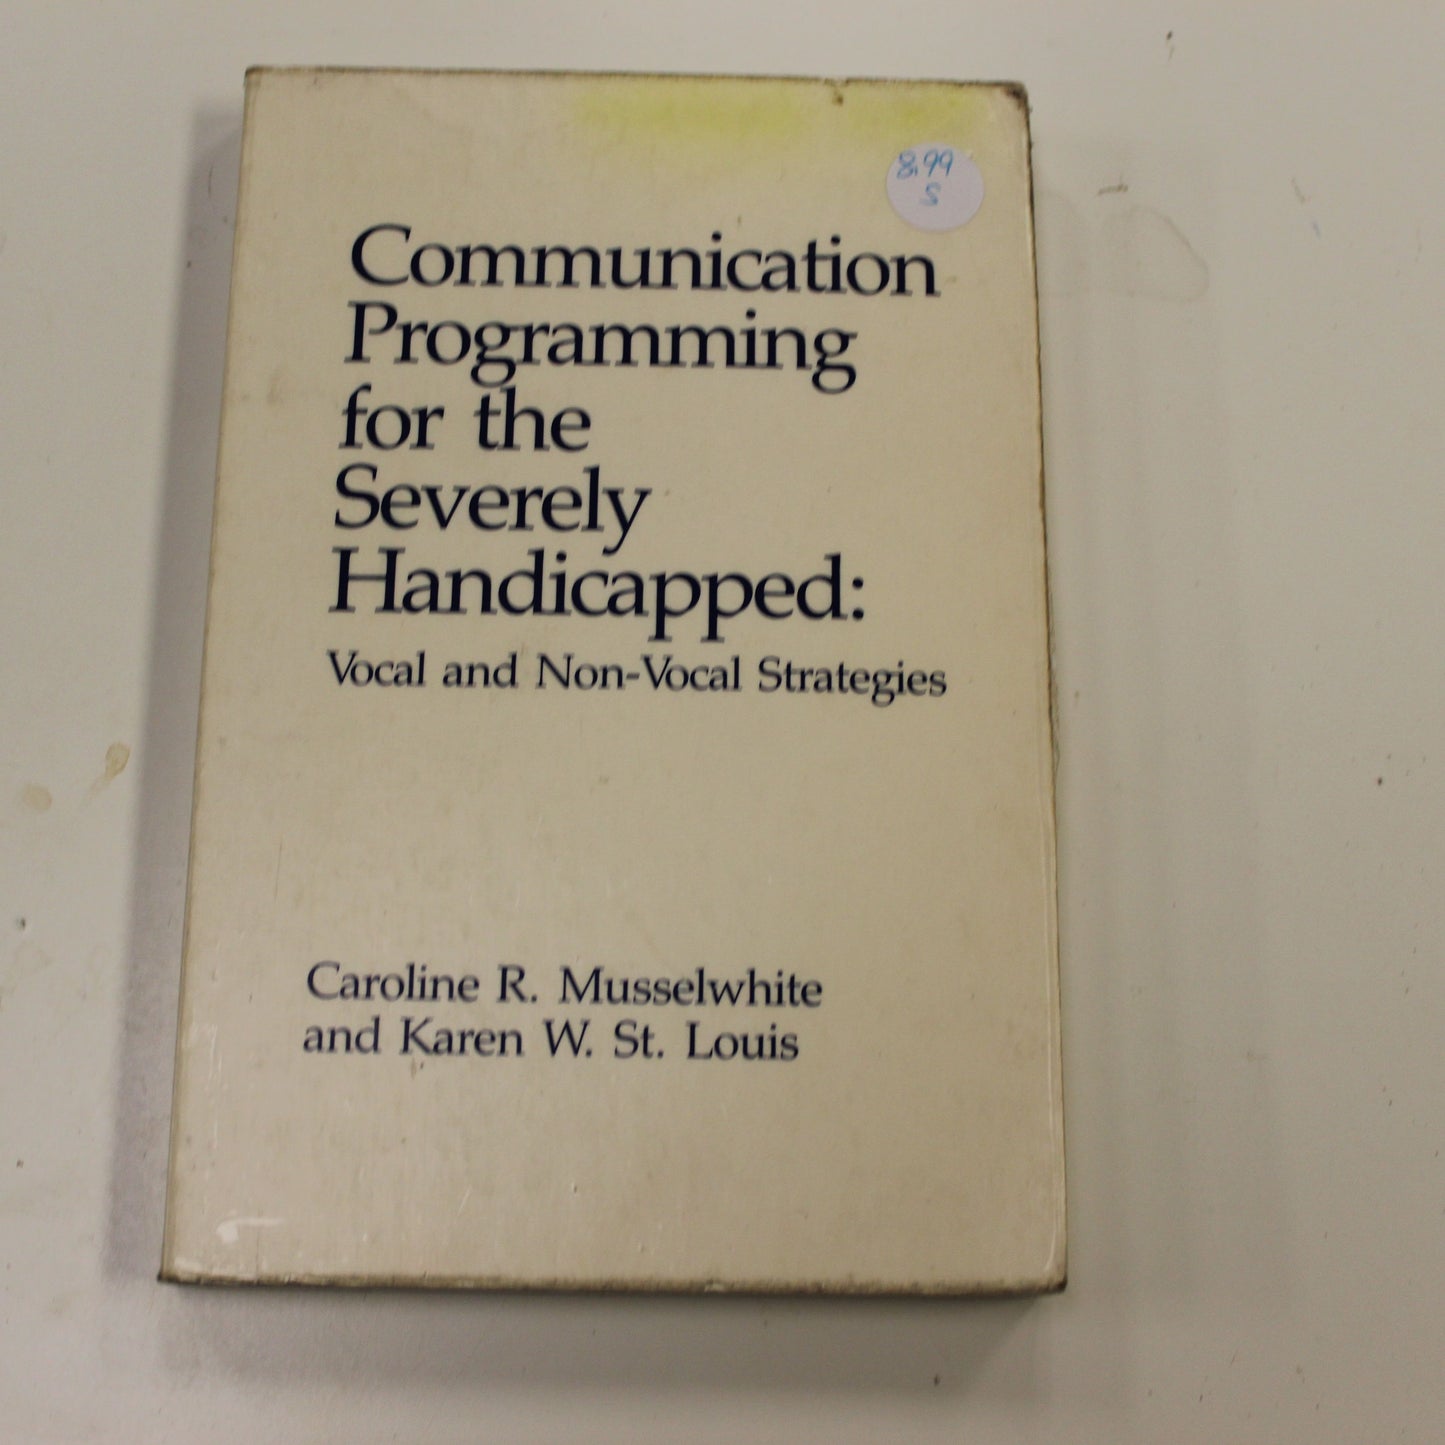 8.99
S
Communication
Programming
for the
Severely
Handicapped:
Vocal and Non-Vocal Strategies
Caroline R. Musselwhite
and Karen W. St. Louis